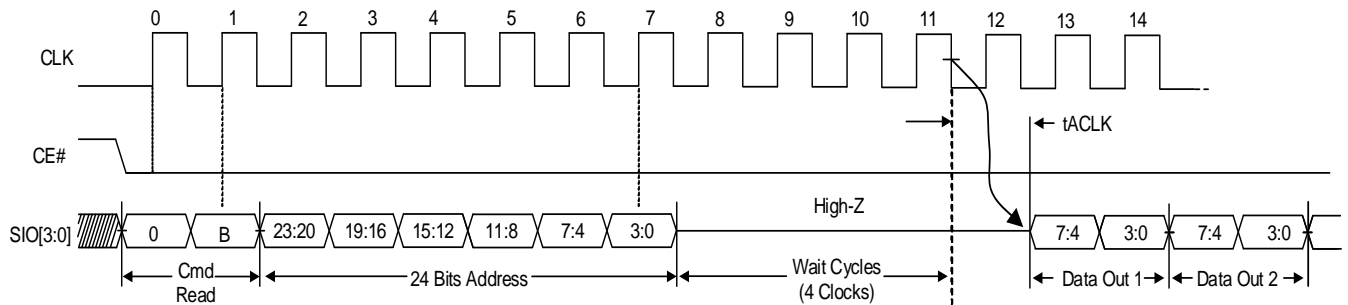 0 1 2 3 4 5 6 7 8 9 10 11 12 13 14
CLK
tACLK
CE#
High-Z
SIO[3:0] 0 B 23:20 19:16 15:12 11:8 7:4 3:0 7:4 3:0 7:4 3:0
Cmd Read
24 Bits Address
Wait Cycles
(4 Clocks)
Data Out 1 Data Out 2